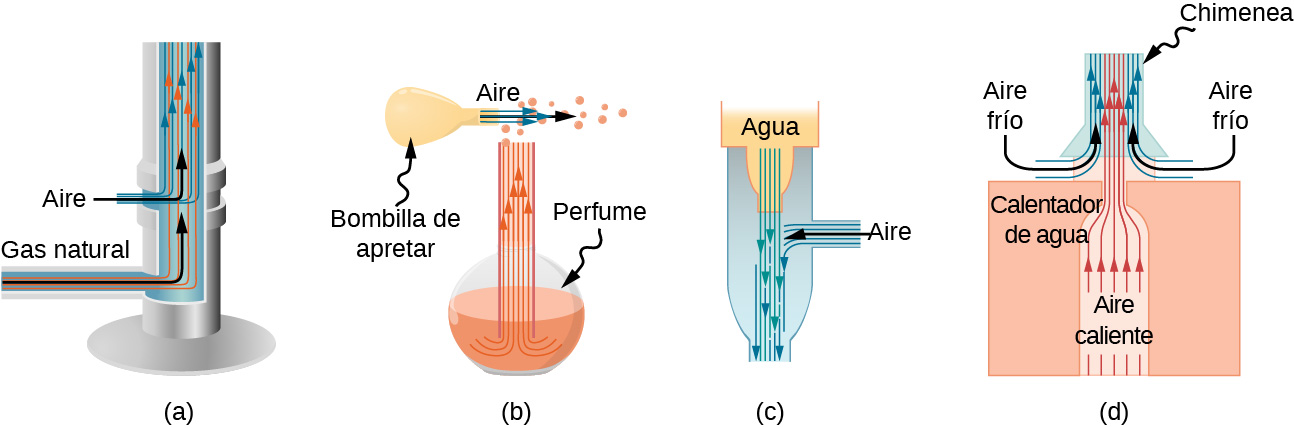 Aire
Gas natural
(a)
Aire
Bombilla de
apretar
Perfume
(b)
Agua
Aire
(c)
Chimenea
Aire
frío
Aire
frío
Calentador
de agua
Aire
caliente
(d)